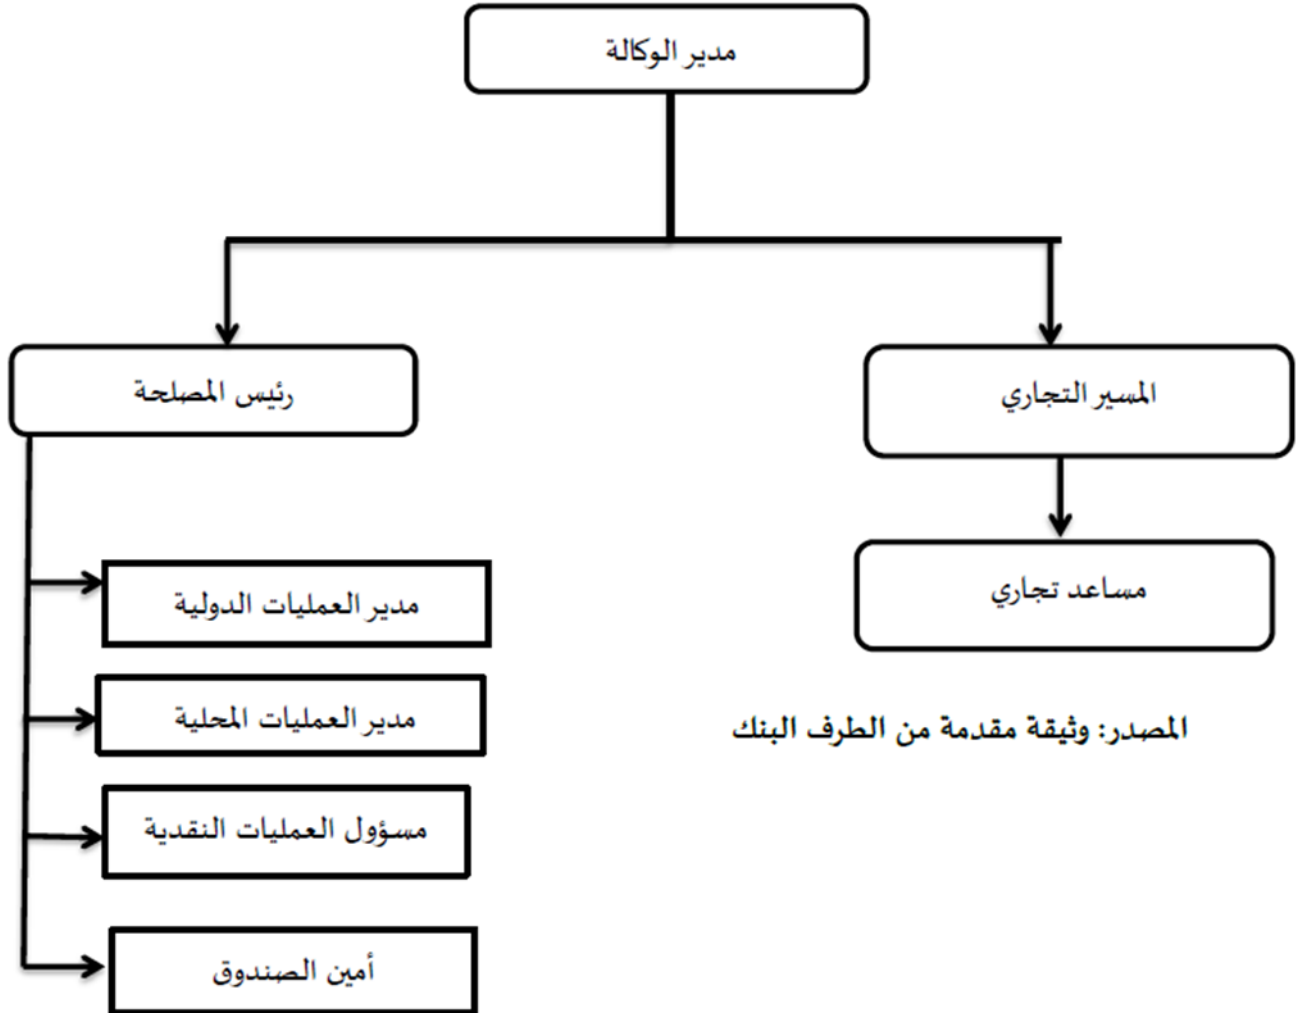 مدير الوكالة
المسير التجاري
رئيس المصلحة
مساعد تجاري
مدير العمليات الدولية
مدير العمليات المحلية
المصدر: وثيقة مقدمة من الطرف البنك
مسؤول العمليات النقدية
أمين الصندوق